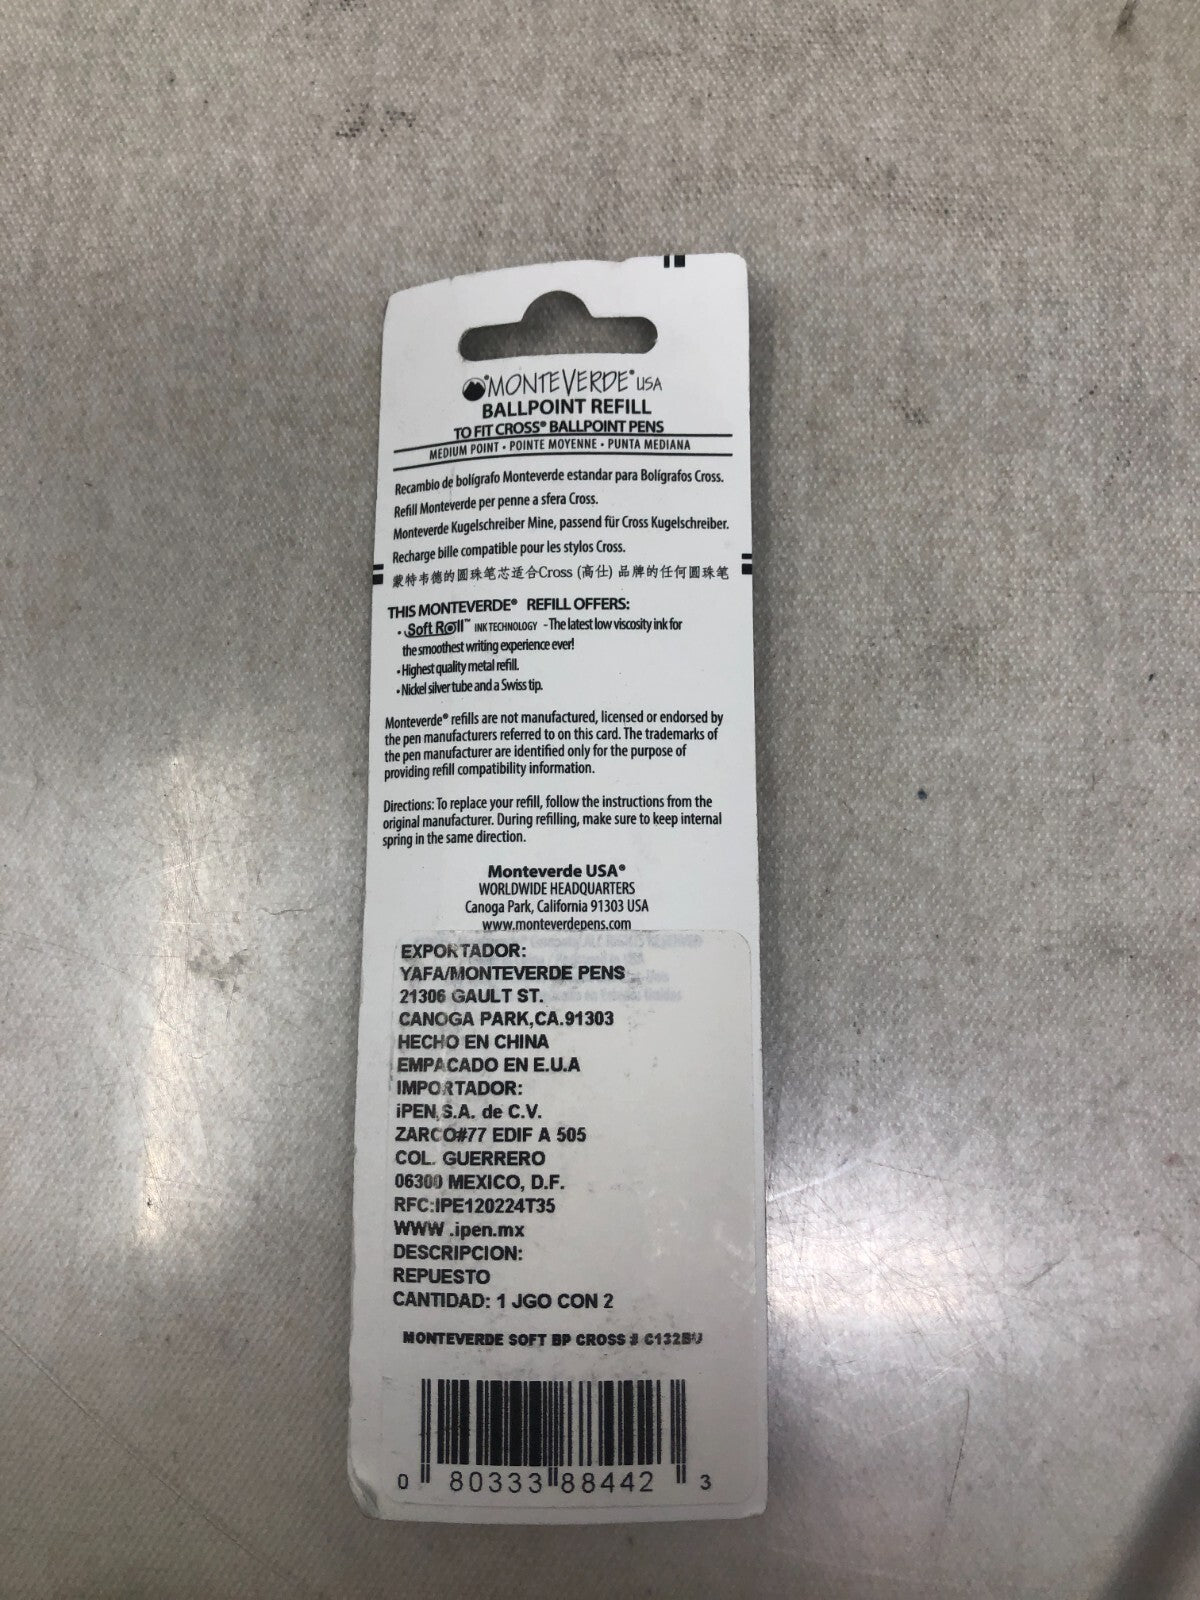 MONTEVERDE® USA
BALLPOINT REFILL
TO FIT CROSS® BALLPOINT PENS
MEDIUM POINT • POINTE MOYENNE • PUNTA MEDIANA
Recambio de bolígrafo Monteverde estandar para Bolígrafos Cross.
Refill Monteverde per penne a sfera Cross.
Monteverde Kugelschreiber Mine, passend für Cross Kugelschreiber.
Recharge bille compatible pour les stylos Cross.
蒙特韦德的圆珠笔芯适合Cross (高仕) 品牌的任何圆珠笔
THIS MONTEVERDE® REFILL OFFERS:
• Soft Roll™ INK TECHNOLOGY - The latest low viscosity ink for
the smoothest writing experience ever!
• Highest quality metal refill.
• Nickel silver tube and a Swiss tip.
Monteverde® refills are not manufactured, licensed or endorsed by
the pen manufacturers referred to on this card. The trademarks of
the pen manufacturer are identified only for the purpose of
providing refill compatibility information.
Directions: To replace your refill, follow the instructions from the
original manufacturer. During refilling, make sure to keep internal
spring in the same direction.
Monteverde USA®
WORLDWIDE HEADQUARTERS
Canoga Park, California 91303 USA
www.monteverdepens.com
EXPORTADOR:
YAFA/MONTEVERDE PENS
21306 GAULT ST.
CANOGA PARK,CA.91303
HECHO EN CHINA
EMPACADO EN E.U.A
IMPORTADOR:
iPEN,S.A. de C.V.
ZARCO#77 EDIF A 505
COL. GUERRERO
06300 MEXICO, D.F.
RFC:IPE120224T35
WWW .ipen.mx
DESCRIPCION:
REPUESTO
CANTIDAD: 1 JGO CON 2
MONTEVERDE SOFT BP CROSS # C132BU
0 80333 88442 3